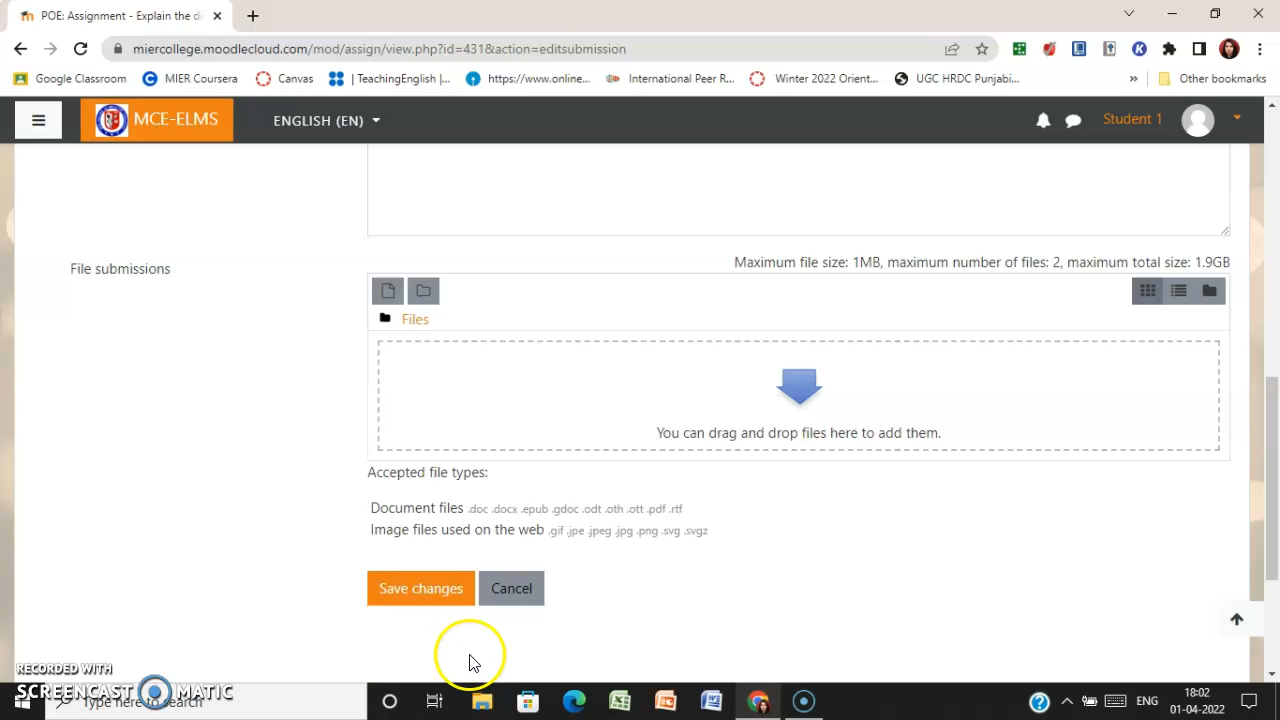 POE: Assignment - Explain the d
miercollege.moodlecloud.com/mod/assign/view.php?id=431&action=editsubmission
Google Classroom MIER Coursera Canvas TeachingEnglish |... https://www.online... International Peer R... Winter 2022 Orient... UGC HRDC Punjabi... » Other bookmarks
MCE-ELMS ENGLISH (EN) Student 1
Maximum file size: 1MB, maximum number of files: 2, maximum total size: 1.9GB
File submissions
Files
You can drag and drop files here to add them.
Accepted file types:
Document files .doc .docx .epub .gdoc .odt .oth .ott .pdf .rtf
Image files used on the web .gif .jpe .jpeg .jpg .png .svg .svgz
Save changes Cancel
RECORDED WITH
SCREENCAST MATIC
Type here to search
ENG 18:02
01-04-2022